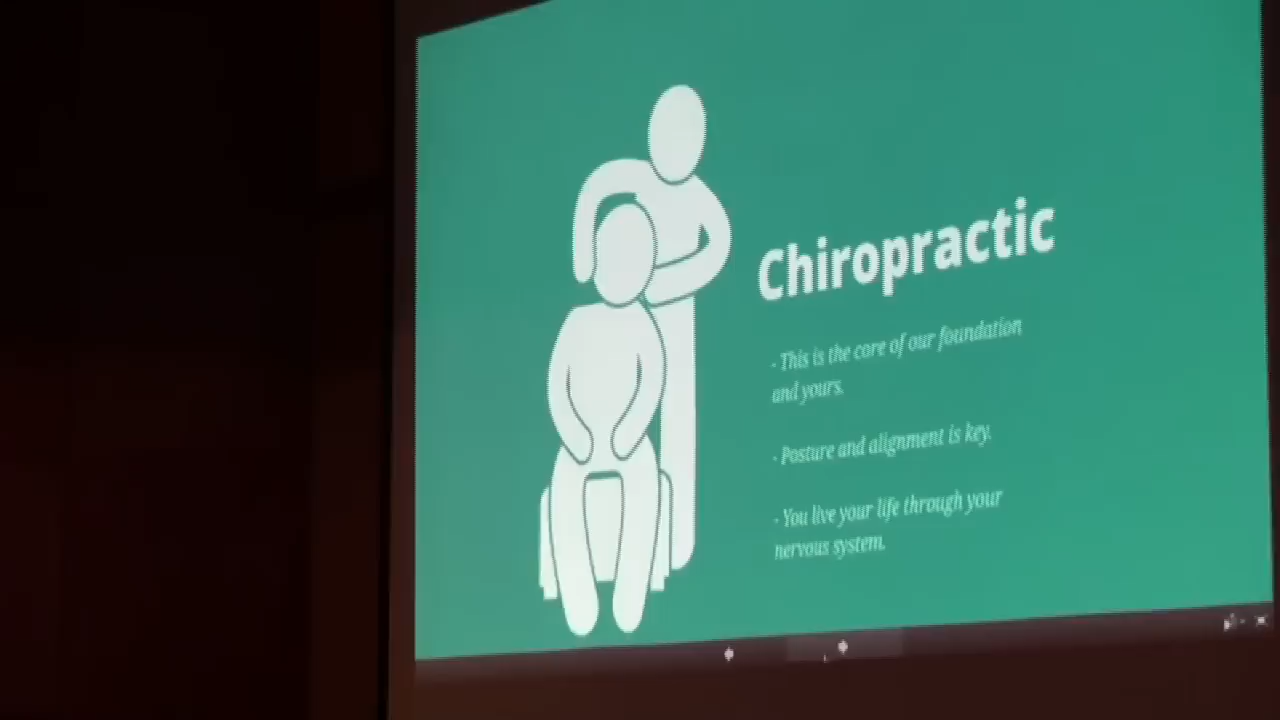 Chiropractic
- This is the core of our foundation
and yours.
- Posture and alignment is key.
- You live your life through your
nervous system.